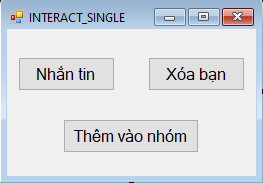 INTERACT_SINGLE
Nhắn tin
Xóa bạn
Thêm vào nhóm